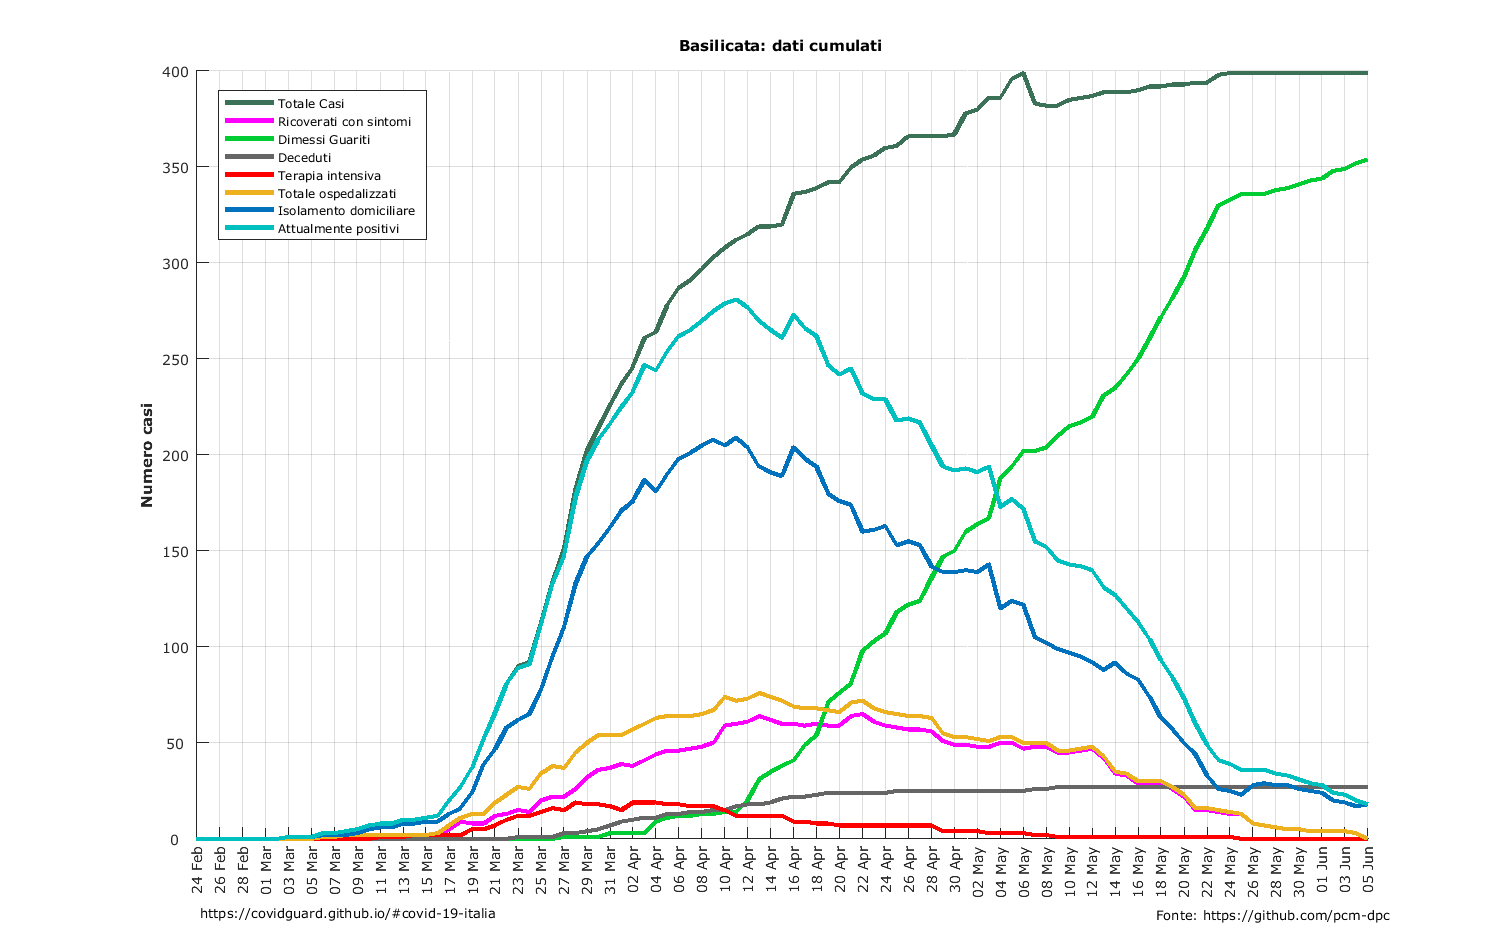 Basilicata: dati cumulati
Numero casi
400
350
300
250
200
150
100
50
0
Totale Casi
Ricoverati con sintomi
Dimessi Guariti
Deceduti
Terapia intensiva
Totale ospedalizzati
Isolamento domiciliare
Attualmente positivi
24 Feb
26 Feb
28 Feb
01 Mar
03 Mar
05 Mar
07 Mar
09 Mar
11 Mar
13 Mar
15 Mar
17 Mar
19 Mar
21 Mar
23 Mar
25 Mar
27 Mar
29 Mar
31 Mar
02 Apr
04 Apr
06 Apr
08 Apr
10 Apr
12 Apr
14 Apr
16 Apr
18 Apr
20 Apr
22 Apr
24 Apr
26 Apr
28 Apr
30 Apr
02 May
04 May
06 May
08 May
10 May
12 May
14 May
16 May
18 May
20 May
22 May
24 May
26 May
28 May
30 May
01 Jun
03 Jun
05 Jun
https://covidguard.github.io/#covid-19-italia
Fonte: https://github.com/pcm-dpc